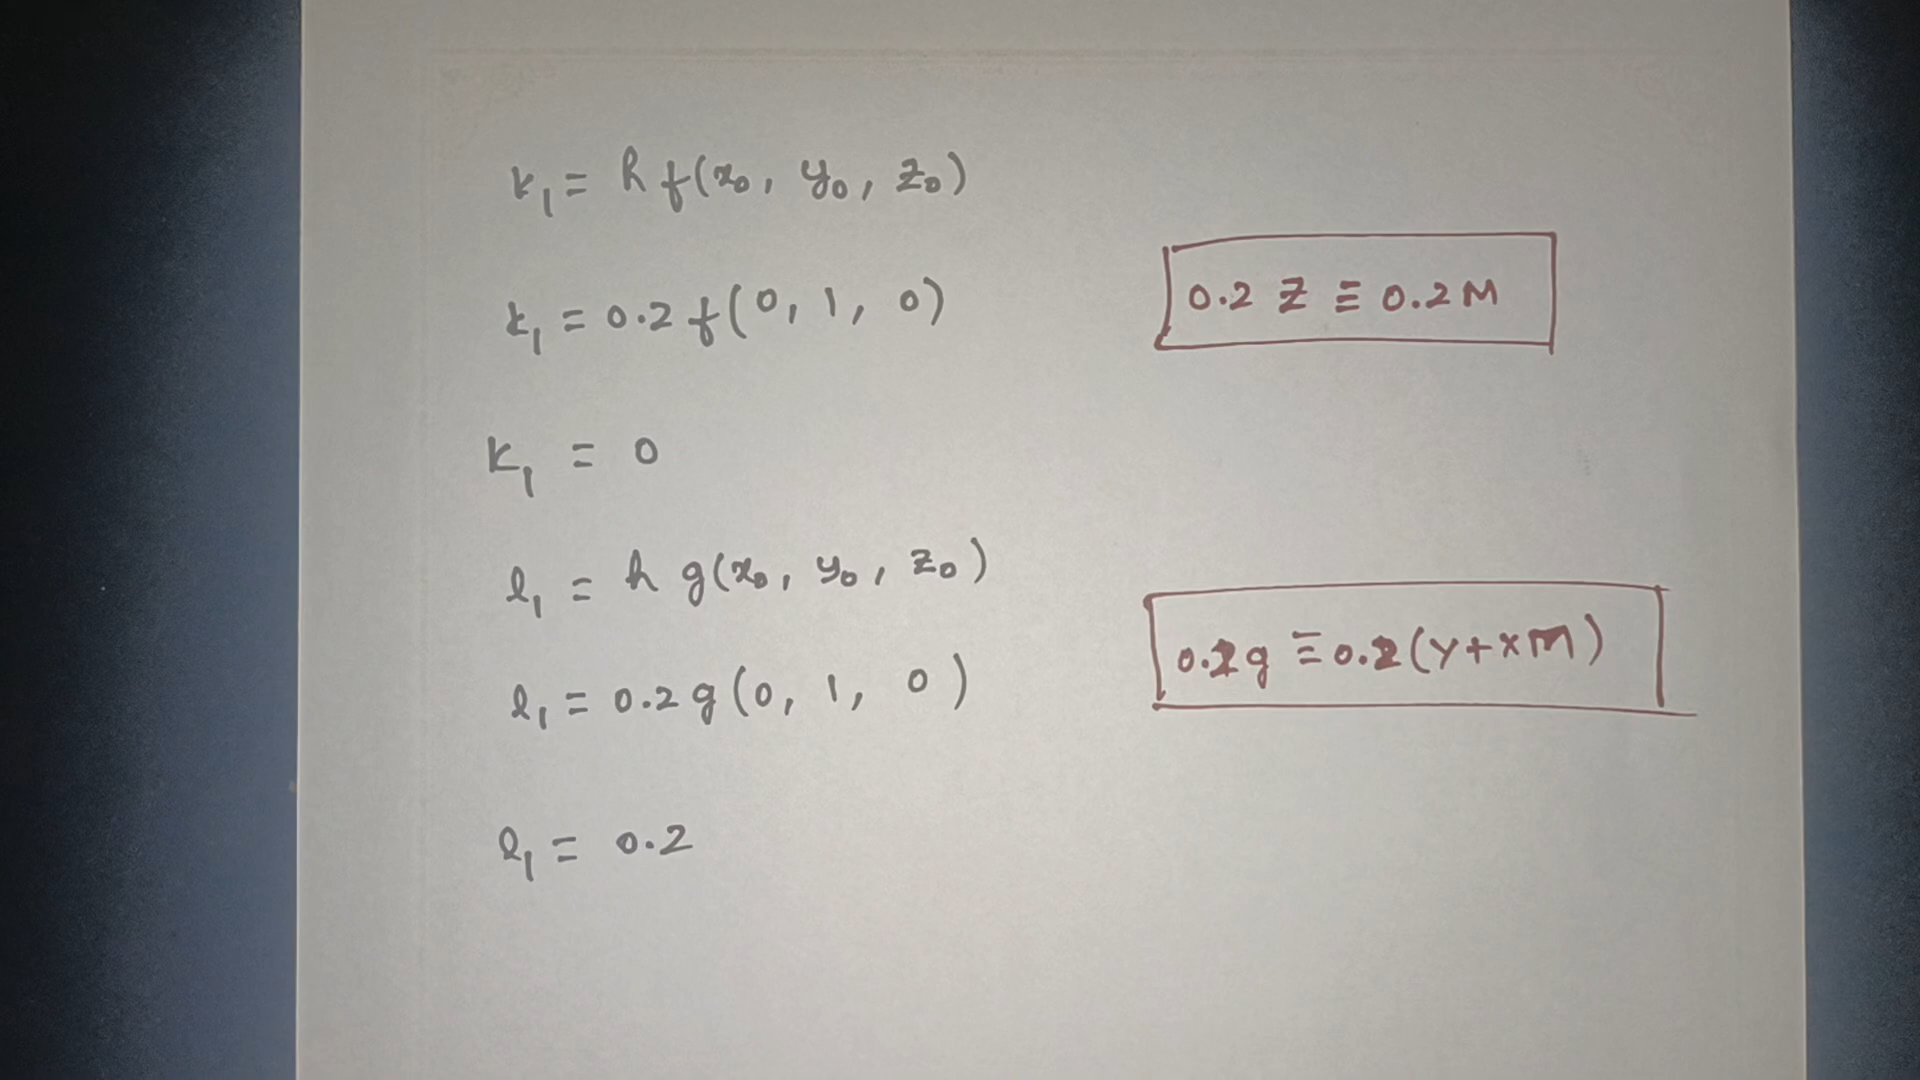 k₁ = h f(x₀, y₀, z₀)
k₁ = 0.2 f(0, 1, 0)
0.2 Z ≡ 0.2M
k₁ = 0
l₁ = h g(x₀, y₀, z₀)
0.2g ≡ 0.2(y+xM)
l₁ = 0.2 g(0, 1, 0)
l₁ = 0.2